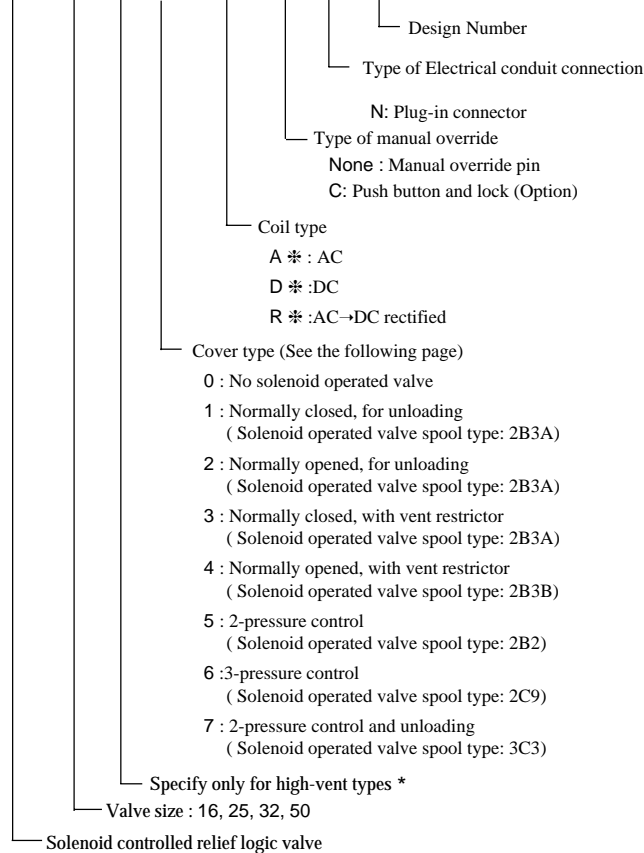 Design Number
Type of Electrical conduit connection
N: Plug-in connector
Type of manual override
None : Manual override pin
C: Push button and lock (Option)
Coil type
A ❉ : AC
D ❉ :DC
R ❉ :AC→DC rectified
Cover type (See the following page)
0 : No solenoid operated valve
1 : Normally closed, for unloading
( Solenoid operated valve spool type: 2B3A)
2 : Normally opened, for unloading
( Solenoid operated valve spool type: 2B3A)
3 : Normally closed, with vent restrictor
( Solenoid operated valve spool type: 2B3A)
4 : Normally opened, with vent restrictor
( Solenoid operated valve spool type: 2B3B)
5 : 2-pressure control
( Solenoid operated valve spool type: 2B2)
6 :3-pressure control
( Solenoid operated valve spool type: 2C9)
7 : 2-pressure control and unloading
( Solenoid operated valve spool type: 3C3)
Specify only for high-vent types *
Valve size : 16, 25, 32, 50
Solenoid controlled relief logic valve